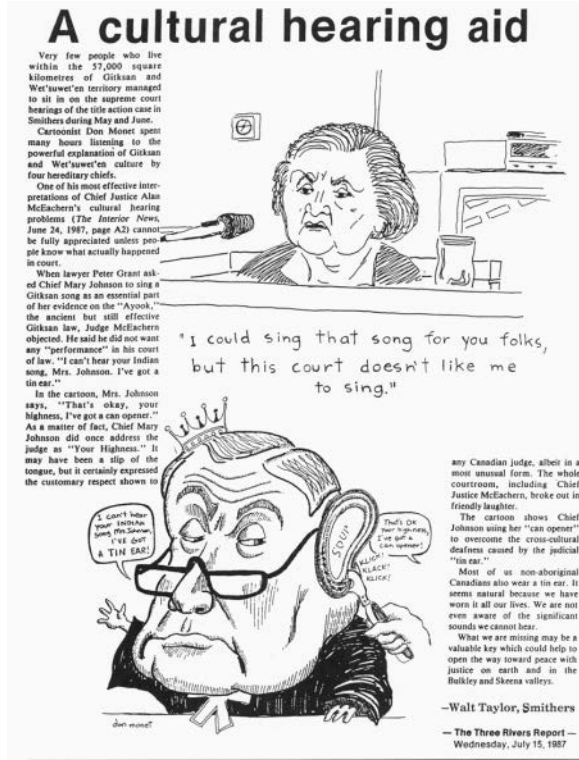 A cultural hearing aid
Very few people who live
within the 57,000 square
kilometres of Gitksan and
Wet'suwet'en territory managed
to sit in on the supreme court
hearings of the title action case in
Smithers during May and June.
Cartoonist Don Monet spent
many hours listening to the
powerful explanation of Gitksan
and Wet'suwet'en culture by
four hereditary chiefs.
One of his most effective inter-
pretations of Chief Justice Alan
McEachern's cultural hearing
problems (The Interior News,
June 24, 1987, page A2) cannot
be fully appreciated unless peo-
ple know what actually happened
in court.
When lawyer Peter Grant ask-
ed Chief Mary Johnson to sing a
Gitksan song as an essential part
of her evidence on the "Ayook,"
the ancient but still effective
Gitksan law, Judge McEachern
objected. He said he did not want
any "performance" in his court
of law. "I can't hear your Indian
song, Mrs. Johnson. I've got a
tin ear."
In the cartoon, Mrs. Johnson
says, "That's okay, your
highness, I've got a can opener."
As a matter of fact, Chief Mary
Johnson did once address the
judge as "Your Highness." It
may have been a slip of the
tongue, but it certainly expressed
the customary respect shown to
"I could sing that song for you folks,
but this court doesn't like me
to sing."
I can't hear
your INDIAN
song Mrs. Johnson,
I'VE GOT
A TIN EAR!
SOUP
That's OK
your highness,
I've got a
can opener!
KLICK!
KLACK!
KLICK!
don monet
any Canadian judge, albeit in a
most unusual form. The whole
courtroom, including Chief
Justice McEachern, broke out in
friendly laughter.
The cartoon shows Chief
Johnson using her "can opener"
to overcome the cross-cultural
deafness caused by the judicial
"tin ear."
Most of us non-aboriginal
Canadians also wear a tin ear. It
seems natural because we have
worn it all our lives. We are not
even aware of the significant
sounds we cannot hear.
What we are missing may be a
valuable key which could help to
open the way toward peace with
justice on earth and in the
Bulkley and Skeena valleys.
–Walt Taylor, Smithers
— The Three Rivers Report —
Wednesday, July 15, 1987